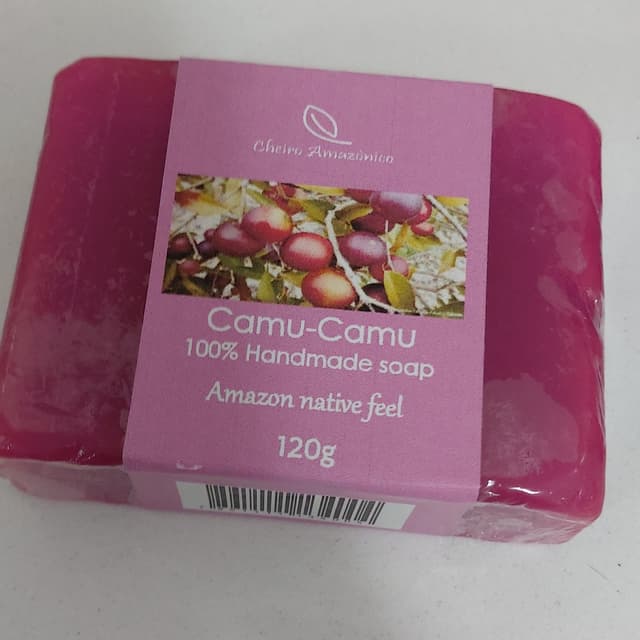 Cheiro Amazônico
Camu-Camu
100% Handmade soap
Amazon native feel
120g